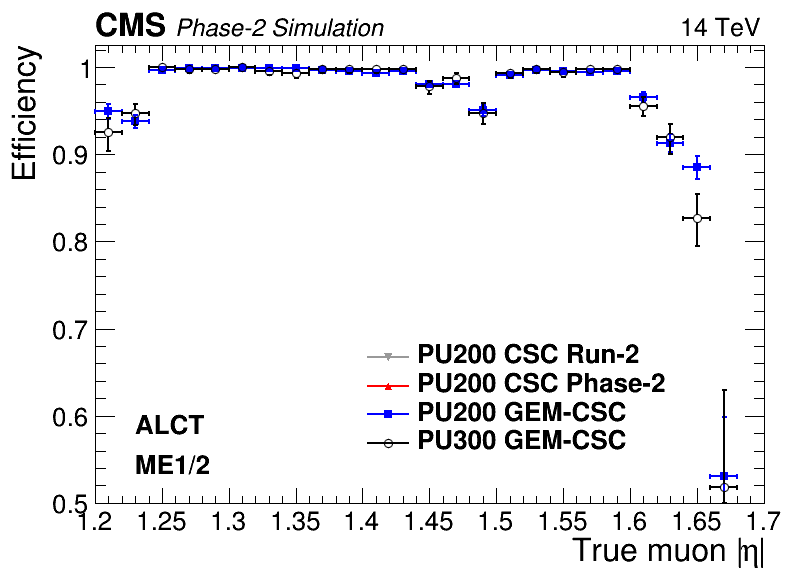 CMS Phase-2 Simulation 14 TeV
Efficiency
1
0.9
0.8
0.7
0.6
0.5
PU200 CSC Run-2
PU200 CSC Phase-2
PU200 GEM-CSC
PU300 GEM-CSC
ALCT
ME1/2
1.2 1.25 1.3 1.35 1.4 1.45 1.5 1.55 1.6 1.65 1.7
True muon |η|